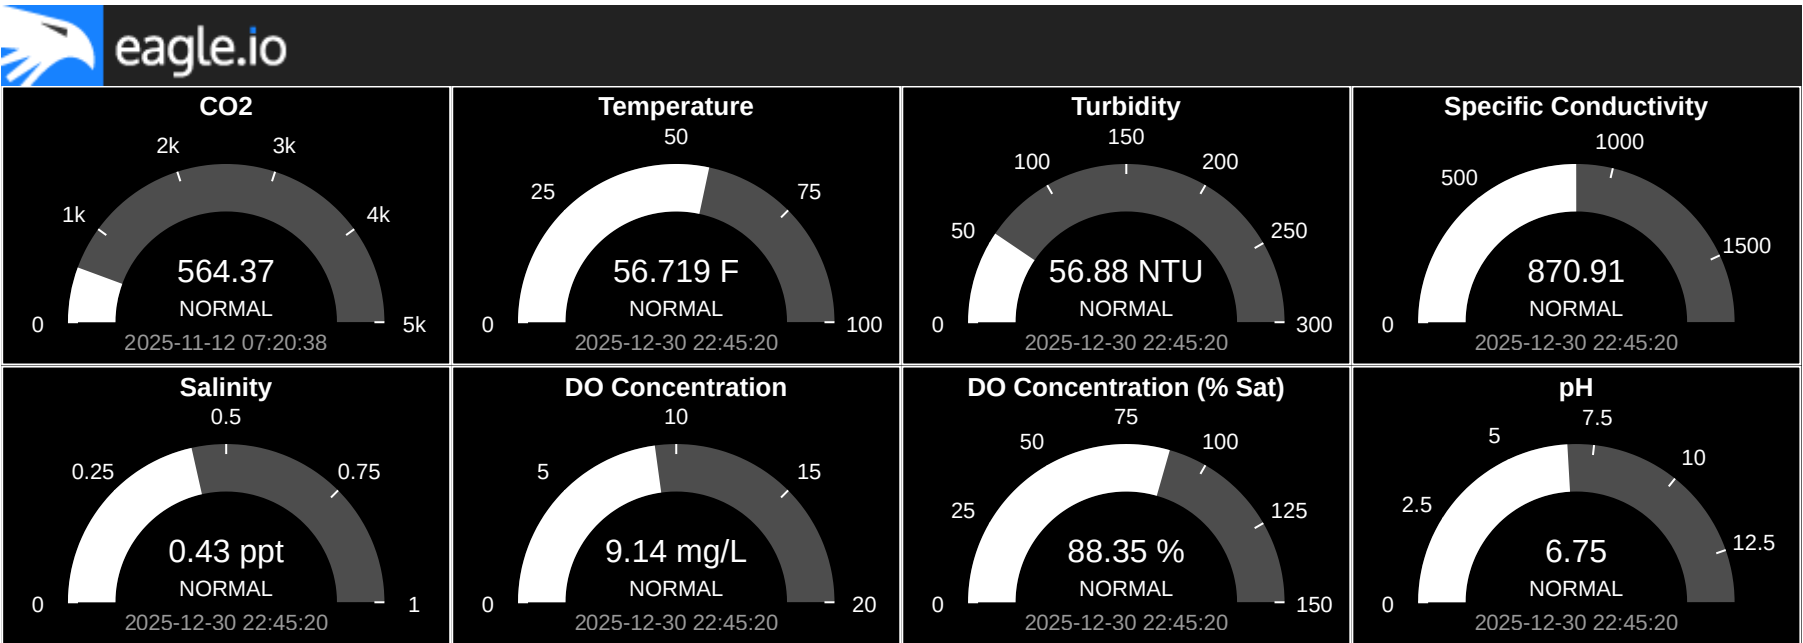 eagle.io
CO2
0
1k
2k
3k
4k
5k
564.37
NORMAL
2025-11-12 07:20:38
Temperature
0
25
50
75
100
56.719 F
NORMAL
2025-12-30 22:45:20
Turbidity
0
50
100
150
200
250
300
56.88 NTU
NORMAL
2025-12-30 22:45:20
Specific Conductivity
0
500
1000
1500
870.91
NORMAL
2025-12-30 22:45:20
Salinity
0
0.25
0.5
0.75
1
0.43 ppt
NORMAL
2025-12-30 22:45:20
DO Concentration
0
5
10
15
20
9.14 mg/L
NORMAL
2025-12-30 22:45:20
DO Concentration (% Sat)
0
25
50
75
100
125
150
88.35 %
NORMAL
2025-12-30 22:45:20
pH
0
2.5
5
7.5
10
12.5
6.75
NORMAL
2025-12-30 22:45:20